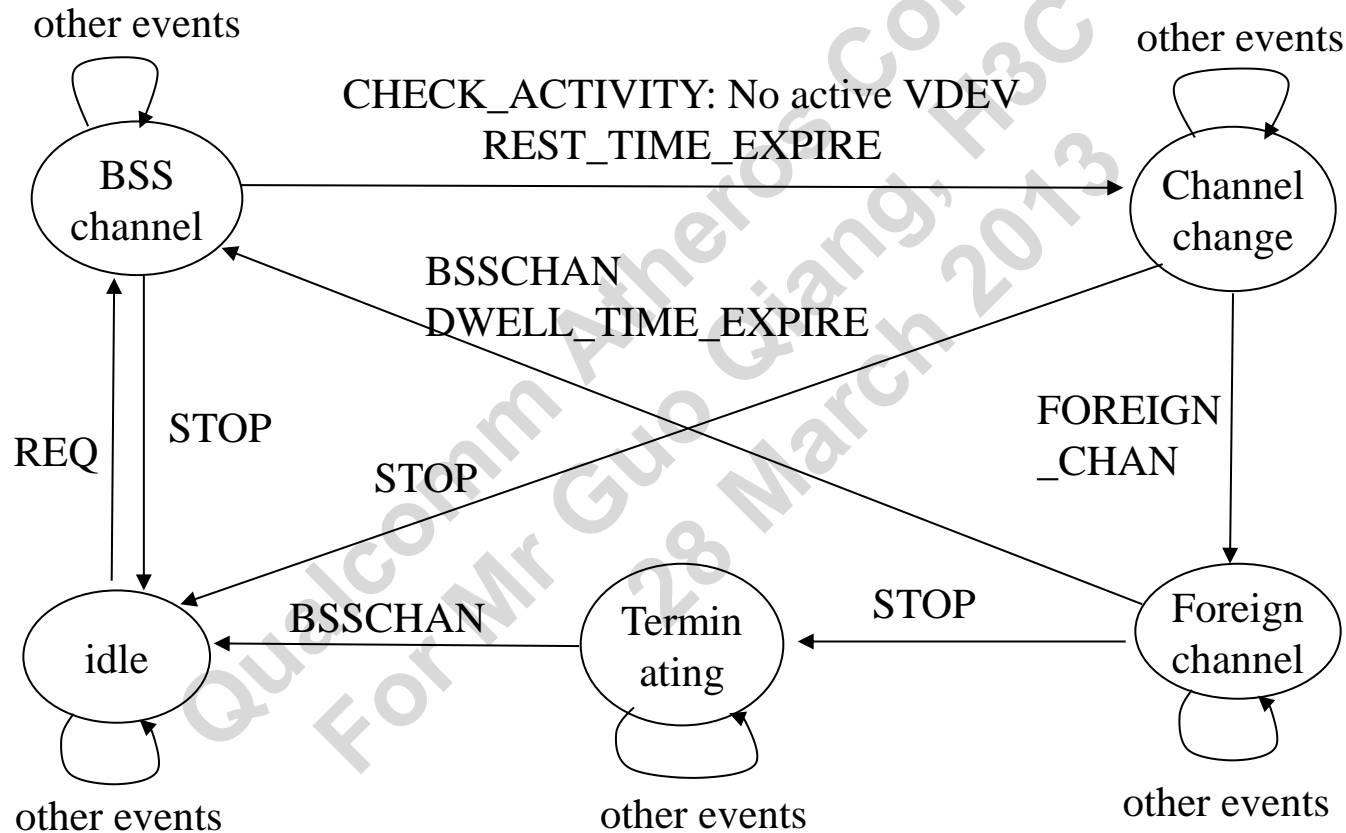 other events
other events
CHECK_ACTIVITY: No active VDEV
REST_TIME_EXPIRE
BSS
channel
Channel
change
BSSCHAN
DWELL_TIME_EXPIRE
REQ
STOP
STOP
FOREIGN
_CHAN
idle
BSSCHAN
Termin
ating
STOP
Foreign
channel
other events
other events
other events
Qualcomm Atheros Con
For Mr Guo Qiang, H3C
28 March 2013